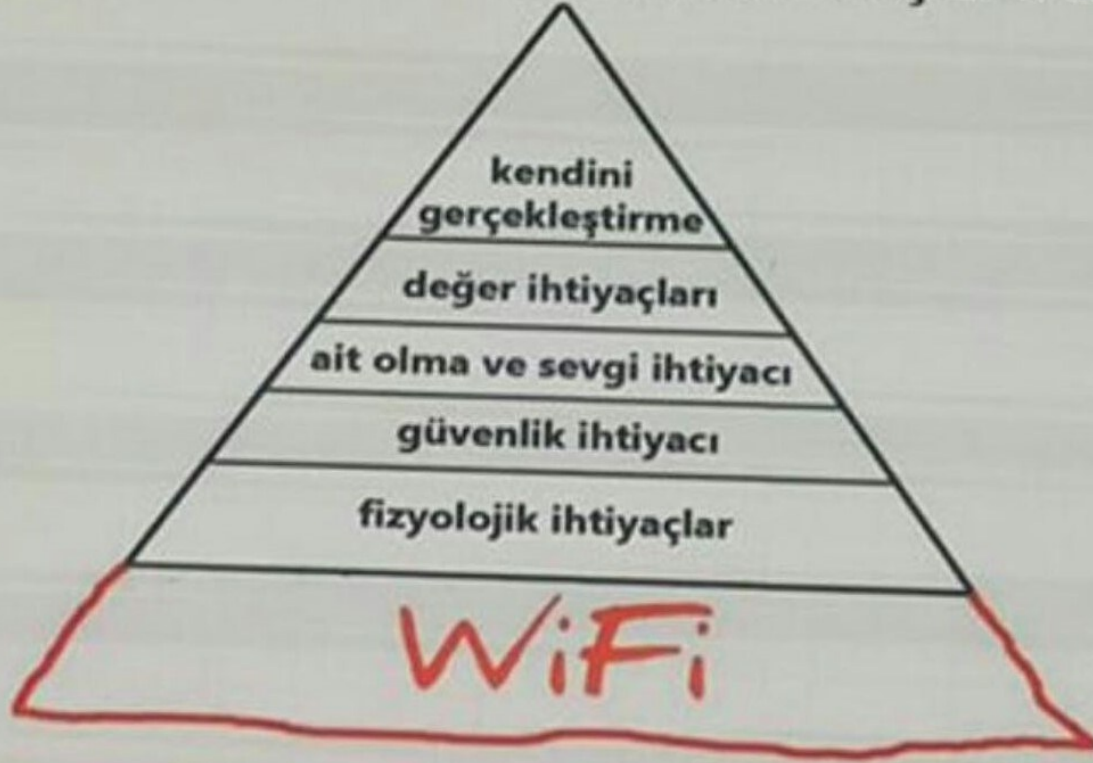 kendini
gerçekleştirme
değer ihtiyaçları
ait olma ve sevgi ihtiyacı
güvenlik ihtiyacı
fizyolojik ihtiyaçlar
WiFi